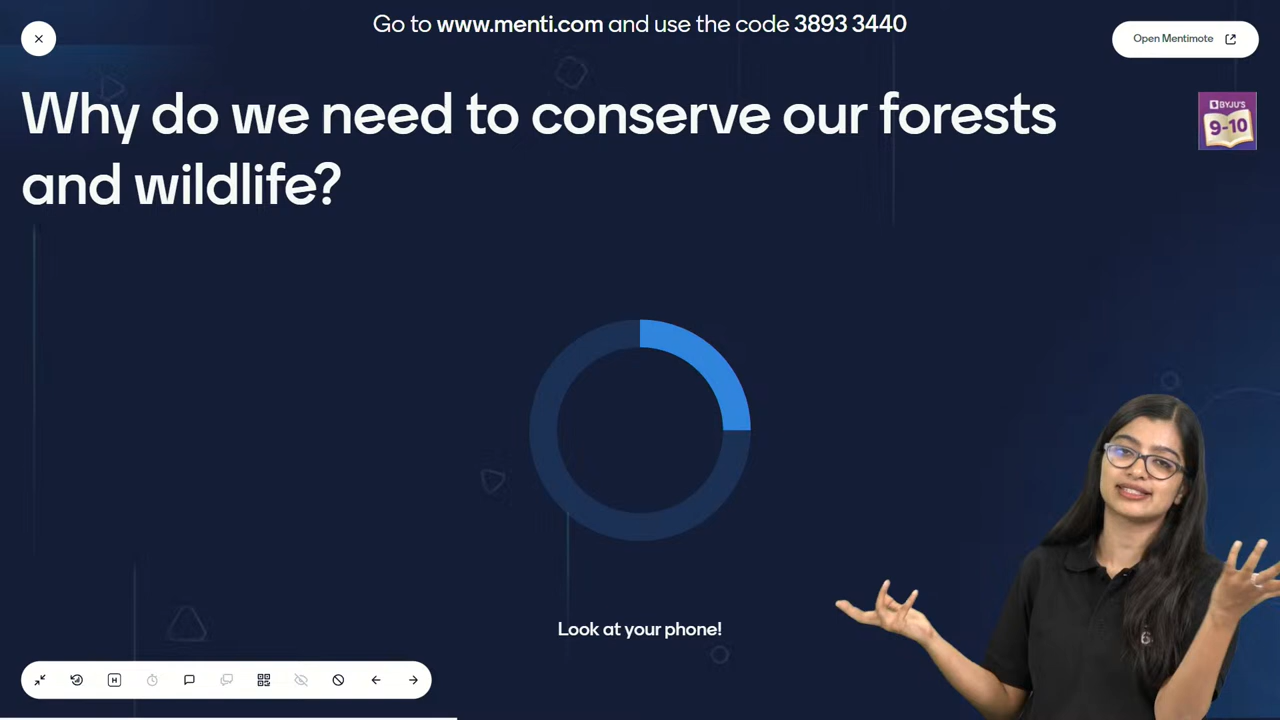 Go to www.menti.com and use the code 3893 3440
Open Mentimote
Why do we need to conserve our forests
and wildlife?
BYJU'S
9-10
Look at your phone!
H